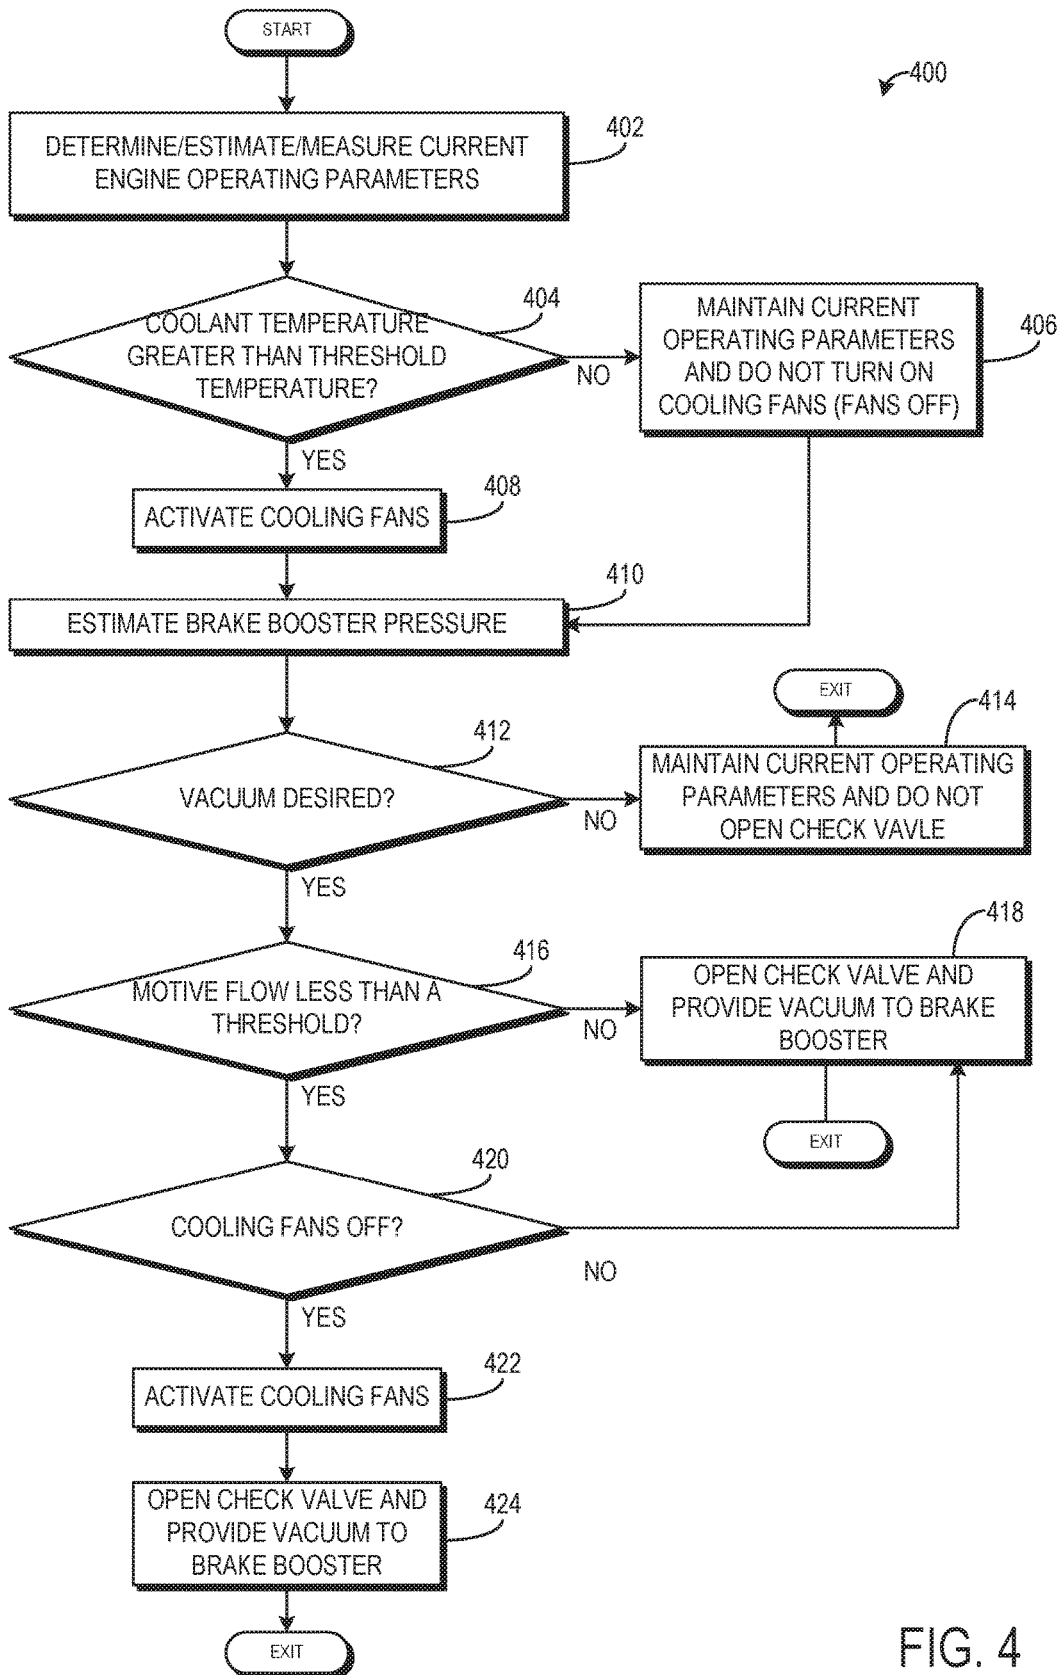 START
400
DETERMINE/ESTIMATE/MEASURE CURRENT
ENGINE OPERATING PARAMETERS
402
COOLANT TEMPERATURE
GREATER THAN THRESHOLD
TEMPERATURE?
404
NO
MAINTAIN CURRENT
OPERATING PARAMETERS
AND DO NOT TURN ON
COOLING FANS (FANS OFF)
406
YES
ACTIVATE COOLING FANS
408
ESTIMATE BRAKE BOOSTER PRESSURE
410
VACUUM DESIRED?
412
NO
EXIT
MAINTAIN CURRENT OPERATING
PARAMETERS AND DO NOT
OPEN CHECK VAVLE
414
YES
MOTIVE FLOW LESS THAN A
THRESHOLD?
416
NO
OPEN CHECK VALVE AND
PROVIDE VACUUM TO BRAKE
BOOSTER
418
EXIT
YES
COOLING FANS OFF?
420
NO
YES
ACTIVATE COOLING FANS
422
OPEN CHECK VALVE AND
PROVIDE VACUUM TO
BRAKE BOOSTER
424
EXIT
FIG. 4